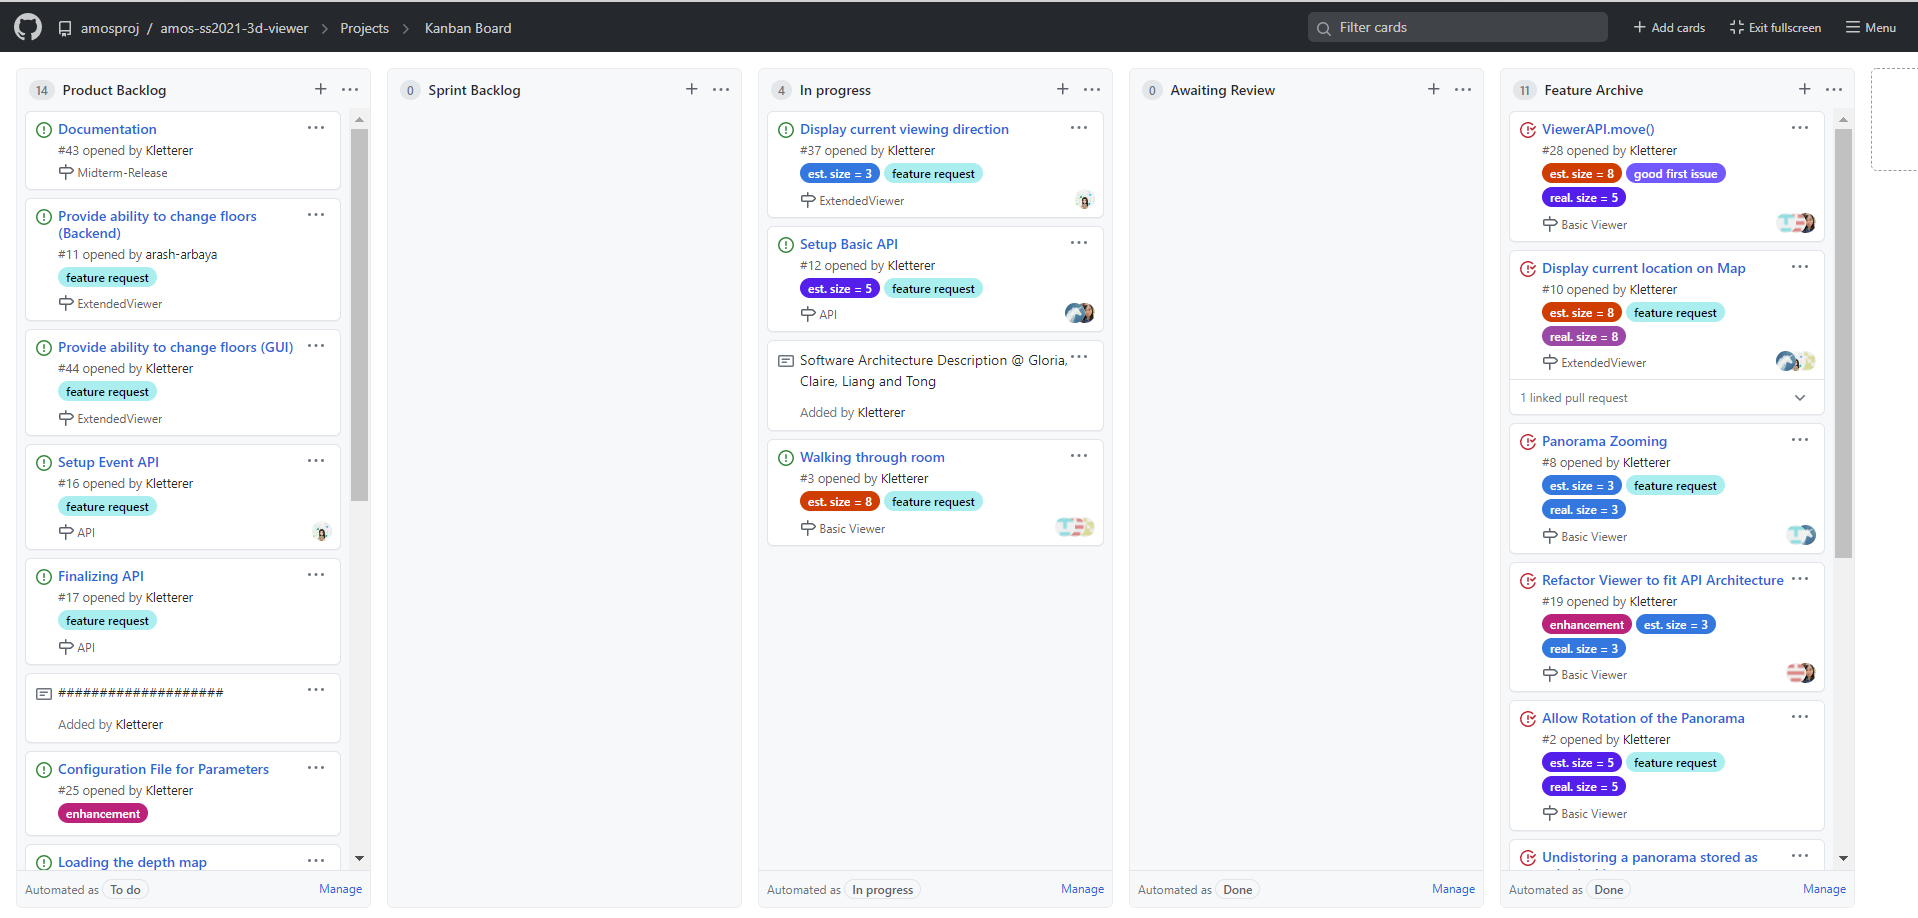 amosproj / amos-ss2021-3d-viewer > Projects > Kanban Board
Filter cards
Add cards
Exit fullscreen
Menu
14 Product Backlog
Documentation
#43 opened by Kletterer
Midterm-Release
Provide ability to change floors
(Backend)
#11 opened by arash-arbaya
feature request
ExtendedViewer
Provide ability to change floors (GUI)
#44 opened by Kletterer
feature request
ExtendedViewer
Setup Event API
#16 opened by Kletterer
feature request
API
Finalizing API
#17 opened by Kletterer
feature request
API
####################
Added by Kletterer
Configuration File for Parameters
#25 opened by Kletterer
enhancement
Loading the depth map
Automated as To do
Manage
0 Sprint Backlog
4 In progress
Display current viewing direction
#37 opened by Kletterer
est. size = 3 feature request
ExtendedViewer
Setup Basic API
#12 opened by Kletterer
est. size = 5 feature request
API
Software Architecture Description @ Gloria,
Claire, Liang and Tong
Added by Kletterer
Walking through room
#3 opened by Kletterer
est. size = 8 feature request
Basic Viewer
Automated as In progress
Manage
0 Awaiting Review
Automated as Done
Manage
11 Feature Archive
ViewerAPI.move()
#28 opened by Kletterer
est. size = 8 good first issue
real. size = 5
Basic Viewer
Display current location on Map
#10 opened by Kletterer
est. size = 8 feature request
real. size = 8
ExtendedViewer
1 linked pull request
Panorama Zooming
#8 opened by Kletterer
est. size = 3 feature request
real. size = 3
Basic Viewer
Refactor Viewer to fit API Architecture
#19 opened by Kletterer
enhancement est. size = 3
real. size = 3
Basic Viewer
Allow Rotation of the Panorama
#2 opened by Kletterer
est. size = 5 feature request
real. size = 5
Basic Viewer
Undistoring a panorama stored as
Automated as Done
Manage